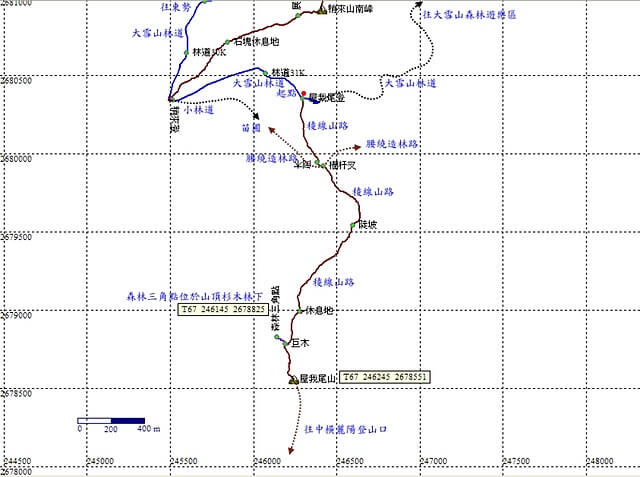 2681000
往東勢
稍來山南峰
往大雪山森林遊樂區
大雪山林道
石塊休息地
林道30K
2680500
林道31K
大雪山林道
大雪山林道
起點
屋我尾登
小林道
苗圃
稜線山路
腰繞造林路
2680000
腰繞造林路
柵杆叉
稜線山路
2679500
陡坡
稜線山路
森林三角點位於山頂杉木林下
森林三角點
T67 246145 2678825
2679000
休息地
巨木
屋我尾山
T67 246245 2678551
2678500
0
200
400 m
往中橫麗陽登山口
244500
245000
245500
246000
246500
247000
247500
248000
2678000